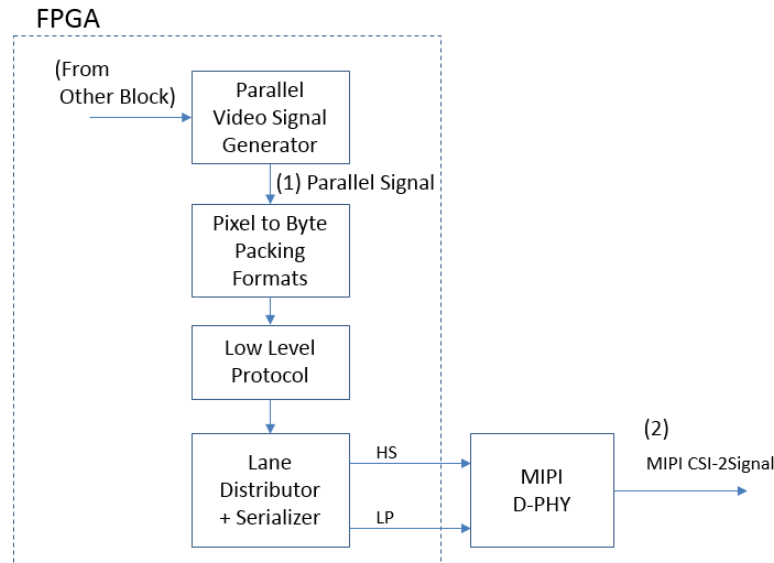 FPGA
(From
Other Block)
Parallel
Video Signal
Generator
(1) Parallel Signal
Pixel to Byte
Packing
Formats
Low Level
Protocol
Lane
Distributor
+ Serializer
HS
LP
MIPI
D-PHY
(2)
MIPI CSI-2Signal